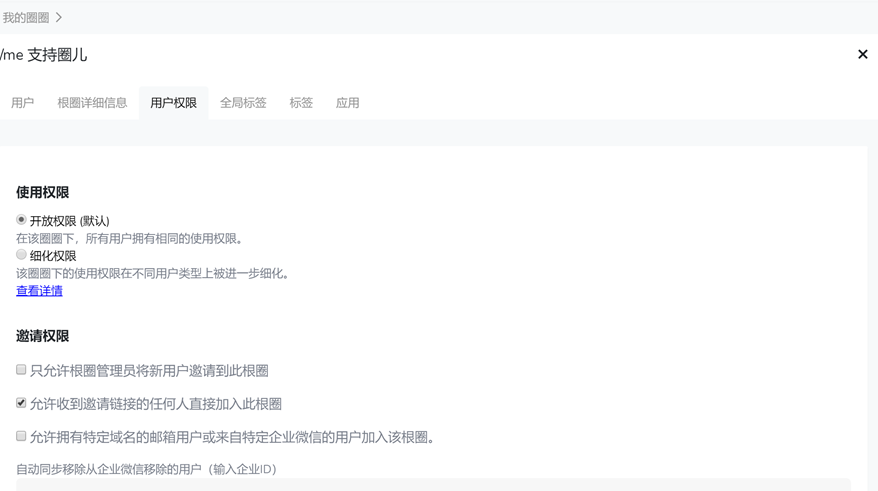 我的圈圈
/me 支持圈儿
用户 根圈详细信息 用户权限 全局标签 标签 应用
使用权限
开放权限 (默认)
在该圈圈下，所有用户拥有相同的使用权限。
细化权限
该圈圈下的使用权限在不同用户类型上被进一步细化。
查看详情
邀请权限
只允许根圈管理员将新用户邀请到此根圈
允许收到邀请链接的任何人直接加入此根圈
允许拥有特定域名的邮箱用户或来自特定企业微信的用户加入该根圈。
自动同步移除从企业微信移除的用户（输入企业ID）